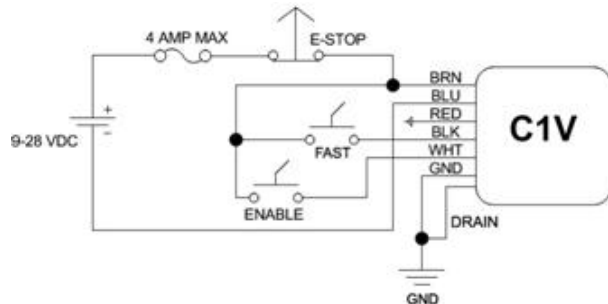 4 AMP MAX
E-STOP
BRN
BLU
RED
BLK
WHT
GND
C1V
9-28 VDC
+
−
FAST
ENABLE
DRAIN
GND